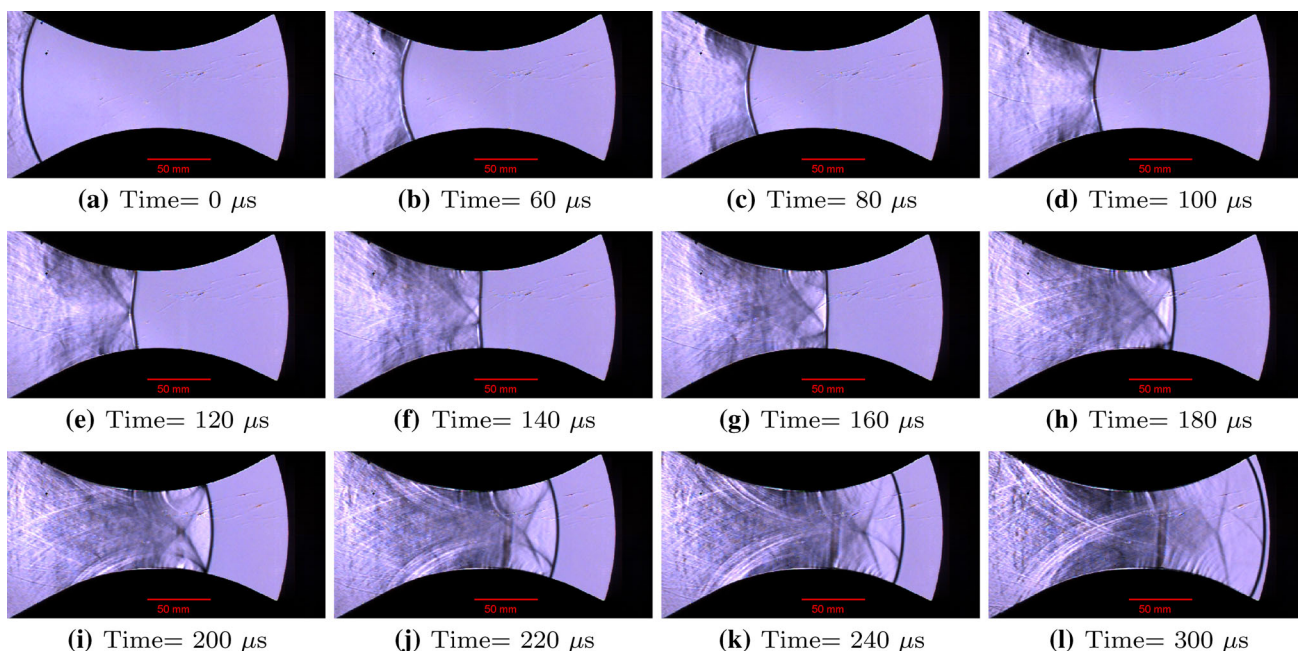 50 mm 50 mm 50 mm 50 mm
(a) Time= 0 μs (b) Time= 60 μs (c) Time= 80 μs (d) Time= 100 μs
50 mm 50 mm 50 mm 50 mm
(e) Time= 120 μs (f) Time= 140 μs (g) Time= 160 μs (h) Time= 180 μs
50 mm 50 mm 50 mm 50 mm
(i) Time= 200 μs (j) Time= 220 μs (k) Time= 240 μs (l) Time= 300 μs